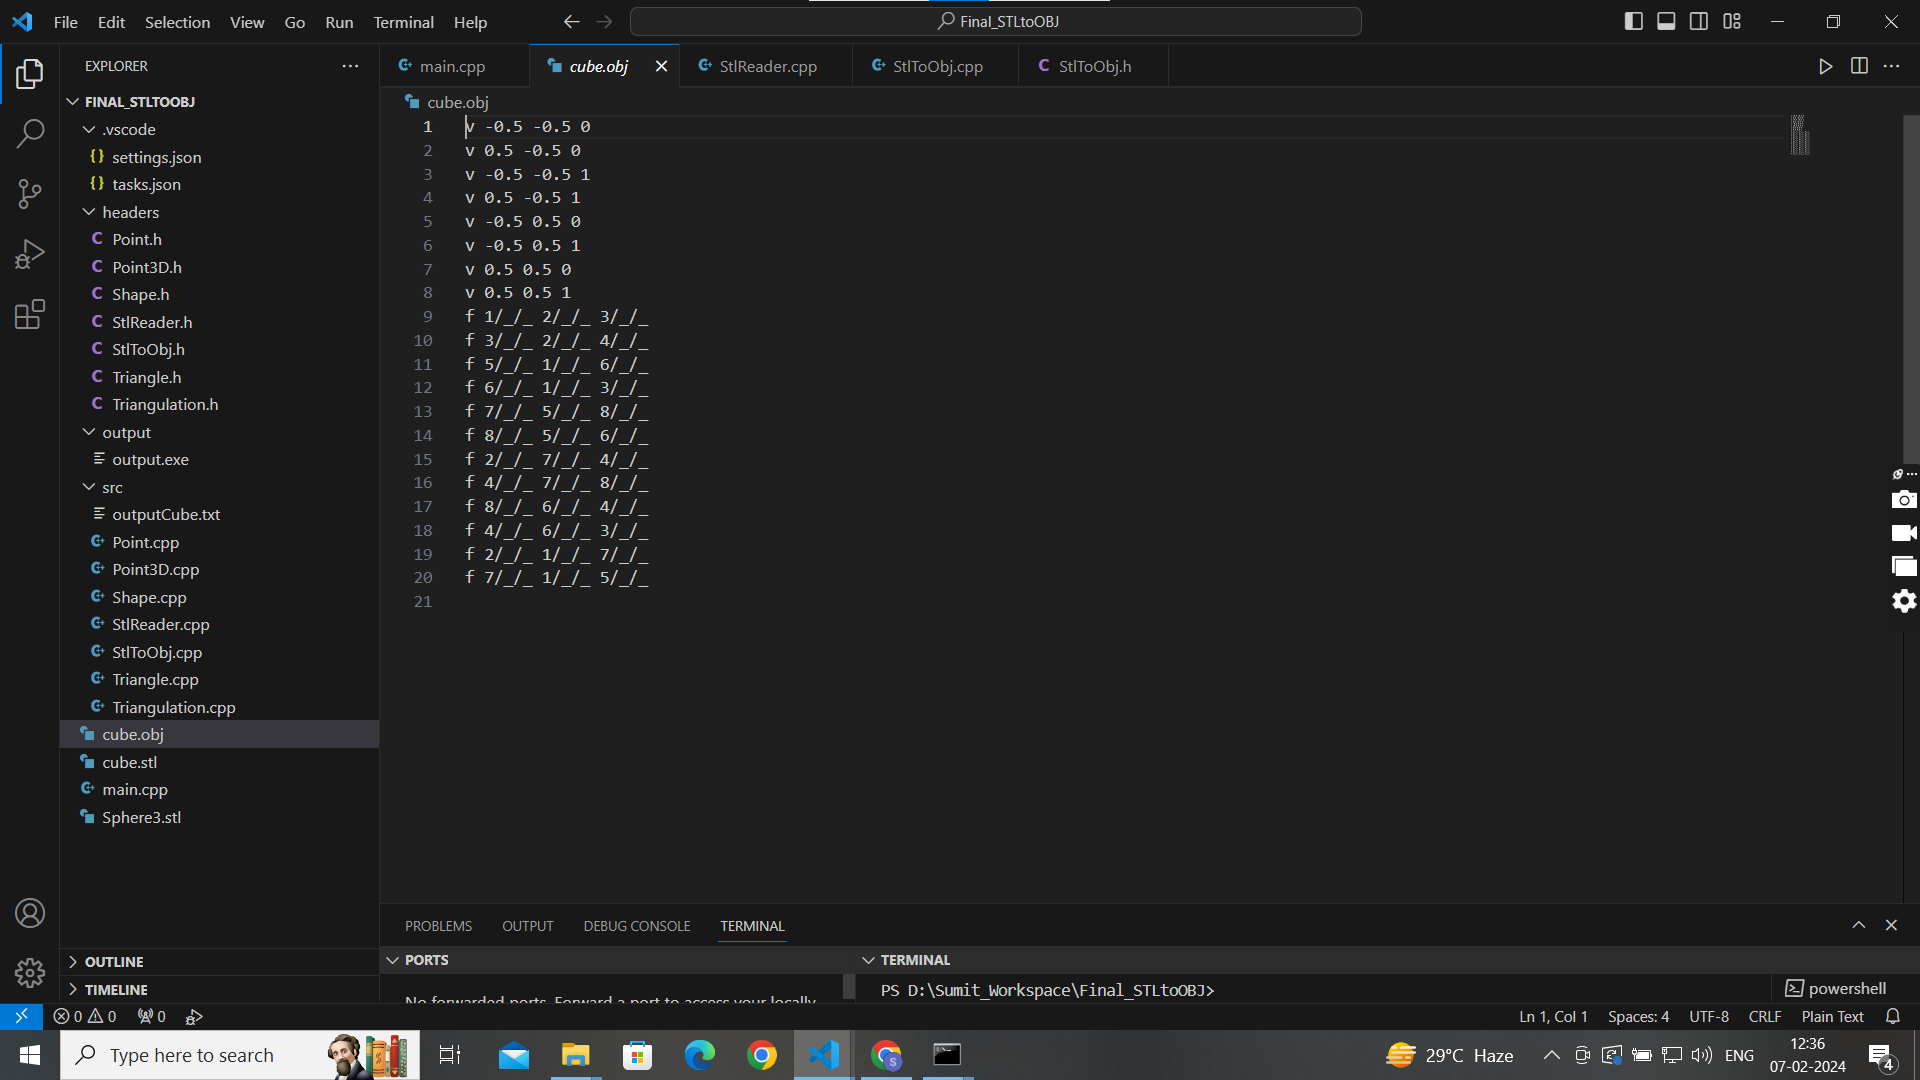 File Edit Selection View Go Run Terminal Help
Final_STLtoOBJ
EXPLORER
FINAL_STLTOOBJ
.vscode
settings.json
tasks.json
headers
Point.h
Point3D.h
Shape.h
StlReader.h
StlToObj.h
Triangle.h
Triangulation.h
output
output.exe
src
outputCube.txt
Point.cpp
Point3D.cpp
Shape.cpp
StlReader.cpp
StlToObj.cpp
Triangle.cpp
Triangulation.cpp
cube.obj
cube.stl
main.cpp
Sphere3.stl
OUTLINE
TIMELINE
main.cpp cube.obj StlReader.cpp StlToObj.cpp StlToObj.h
cube.obj
1 v -0.5 -0.5 0
2 v 0.5 -0.5 0
3 v -0.5 -0.5 1
4 v 0.5 -0.5 1
5 v -0.5 0.5 0
6 v -0.5 0.5 1
7 v 0.5 0.5 0
8 v 0.5 0.5 1
9 f 1/_/_ 2/_/_ 3/_/_
10 f 3/_/_ 2/_/_ 4/_/_
11 f 5/_/_ 1/_/_ 6/_/_
12 f 6/_/_ 1/_/_ 3/_/_
13 f 7/_/_ 5/_/_ 8/_/_
14 f 8/_/_ 5/_/_ 6/_/_
15 f 2/_/_ 7/_/_ 4/_/_
16 f 4/_/_ 7/_/_ 8/_/_
17 f 8/_/_ 6/_/_ 4/_/_
18 f 4/_/_ 6/_/_ 3/_/_
19 f 2/_/_ 1/_/_ 7/_/_
20 f 7/_/_ 1/_/_ 5/_/_
21
PROBLEMS OUTPUT DEBUG CONSOLE TERMINAL
PORTS
No forwarded ports. Forward a port to access your locally
TERMINAL
PS D:\Sumit_Workspace\Final_STLtoOBJ>
powershell
0 0 0
Ln 1, Col 1 Spaces: 4 UTF-8 CRLF Plain Text
Type here to search
S
29°C Haze
ENG
12:36
07-02-2024
4